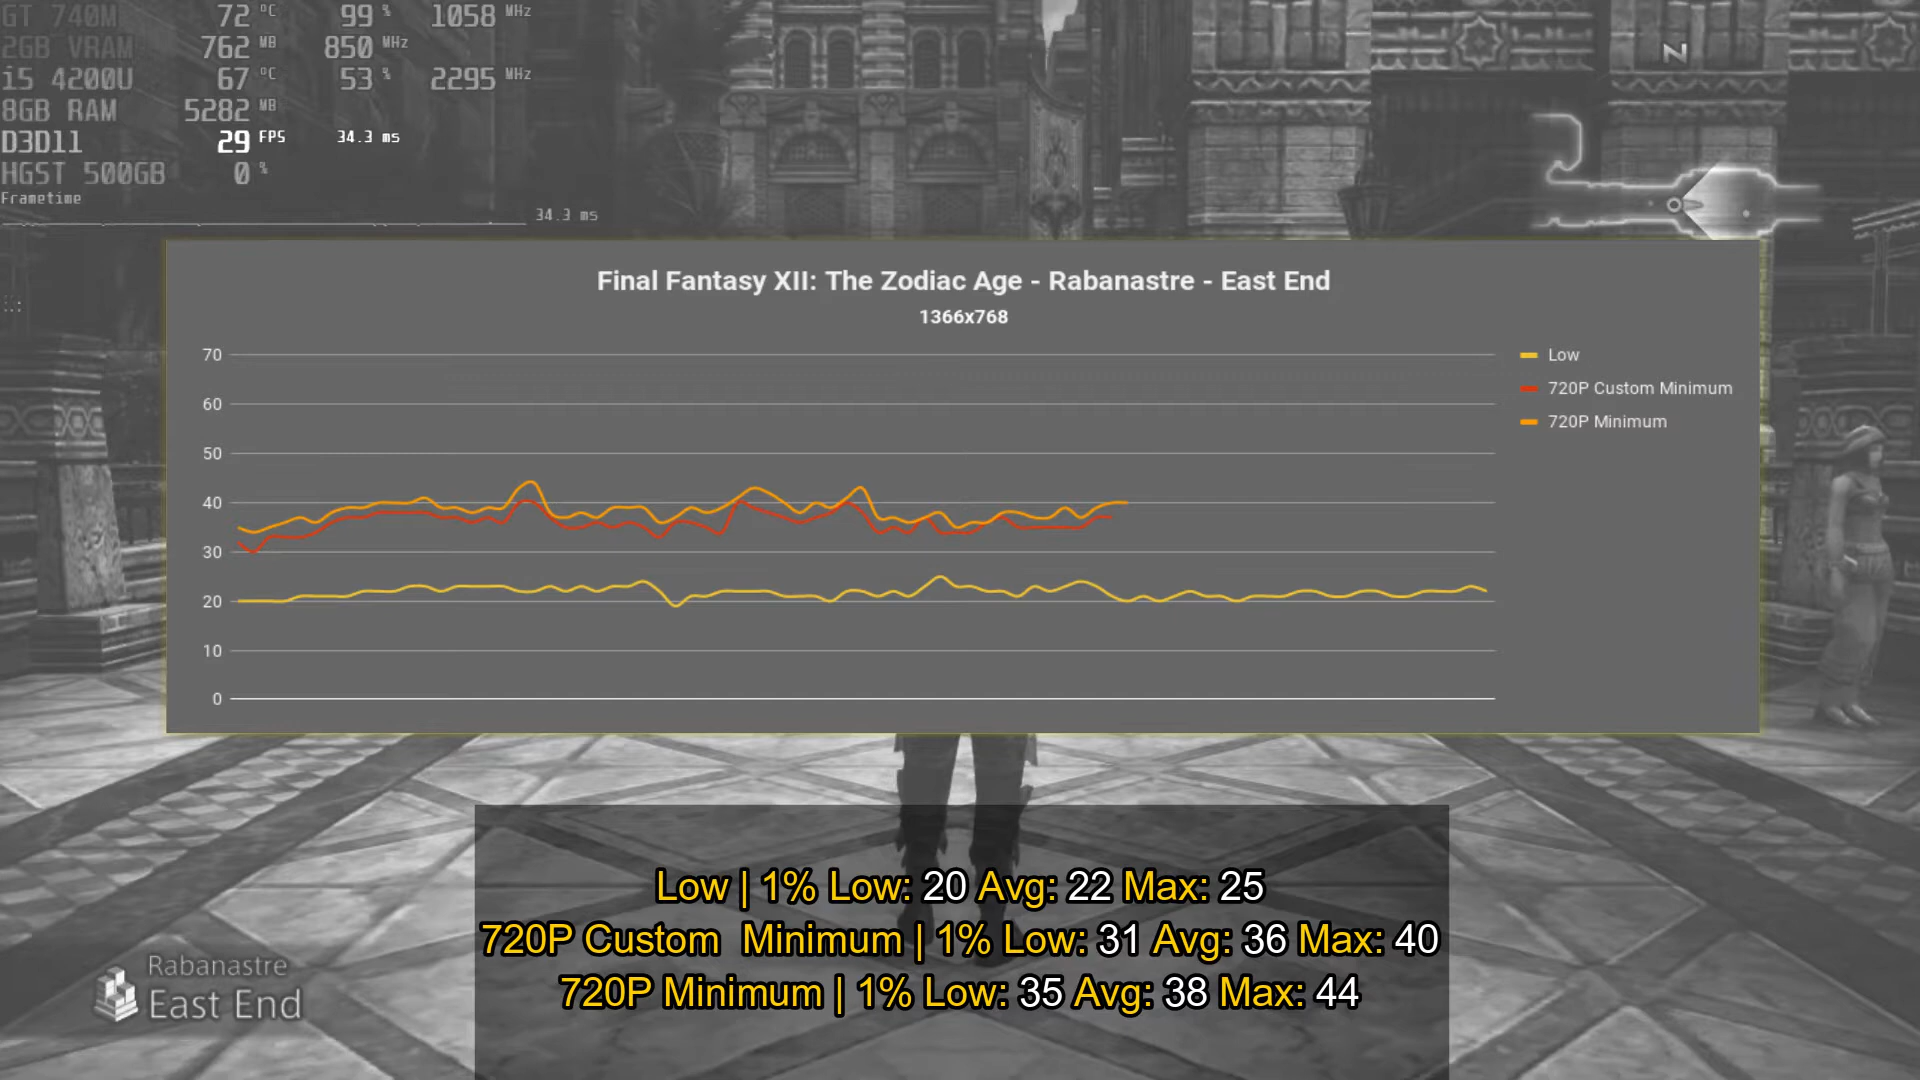 GT 740M 72 °C 99 % 1058 MHz
2GB VRAM 762 MB 850 MHz
i5 4200U 67 °C 53 % 2295 MHz
8GB RAM 5282 MB
D3D11 29 FPS 34.3 ms
HGST 500GB 0 %
Frametime
34.3 ms
N
Final Fantasy XII: The Zodiac Age - Rabanastre - East End
1366x768
70
60
50
40
30
20
10
0
Low
720P Custom Minimum
720P Minimum
Low | 1% Low: 20 Avg: 22 Max: 25
720P Custom  Minimum | 1% Low: 31 Avg: 36 Max: 40
720P Minimum | 1% Low: 35 Avg: 38 Max: 44
Rabanastre
East End